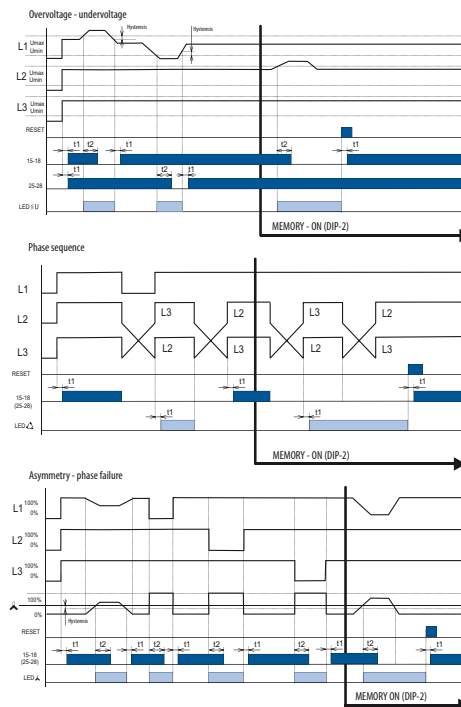 Overvoltage - undervoltage
Hysteresis
Hysteresis
L1 Umax
Umin
L2 Umax
Umin
L3 Umax
Umin
RESET
t1 t2 t1 t2 t1
15-18
t1 t2 t1
25-28
LED ≤ U
MEMORY - ON (DIP-2)
Phase sequence
L1
L2 L3 L2 L3 L2
L3 L2 L3 L2 L3
RESET
t1 t1 t1
15-18
(25-28)
t1 t1
LED
MEMORY - ON (DIP-2)
Asymmetry - phase failure
L1 100%
0%
L2 100%
0%
L3 100%
0%
100%
0%
Hysteresis
RESET
t1 t2 t1 t2 t1 t2 t1 t2 t1 t2 t1
15-18
(25-28)
LED
MEMORY ON (DIP-2)